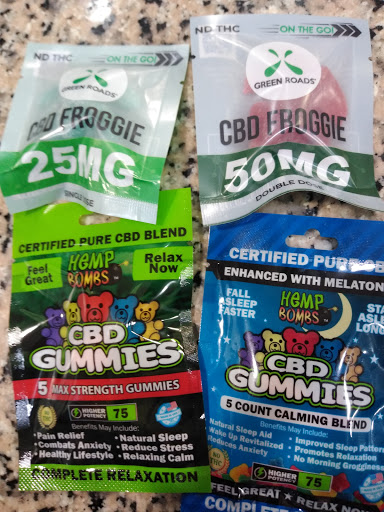 ND THC
ON THE GO!
GREEN ROADS
CBD FROGGIE
25MG
ND THC
ON THE GO!
GREEN ROADS
CBD FROGGIE
50MG
DOUBLE DOSE
CERTIFIED PURE CBD BLEND
Feel Great
HEMP BOMBS
Relax Now
CBD
GUMMIES
5 MAX STRENGTH GUMMIES
HIGHER POTENCY 75
Benefits May Include:
•Pain Relief
•Combats Anxiety
•Healthy Lifestyle
•Natural Sleep
•Reduce Stress
•Relaxing Calm
COMPLETE RELAXATION
CERTIFIED PURE
ENHANCED WITH
FALL ASLEEP FASTER
HEMP BOMBS
CBD
GUMMIES
5 COUNT CALMING BLEND
Benefits May Include:
Natural Sleep Aid
Wake Up Revitalized
Reduces Anxiety
• Improved Sleep
• Promotes Relaxation
• No Morning Grogginess
NO THC
HIGHER POTENCY 75
FEEL GREAT ★ RELAX NOW